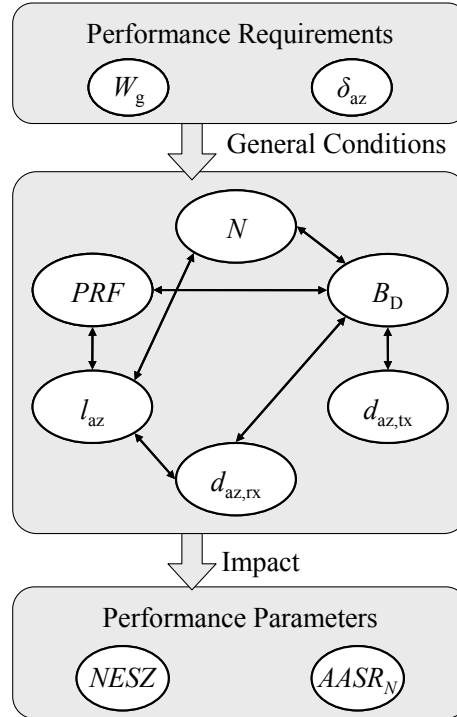 Performance Requirements
W_g δ_az
General Conditions
N
PRF B_D
l_az d_az,tx
d_az,rx
Impact
Performance Parameters
NESZ AASR_N